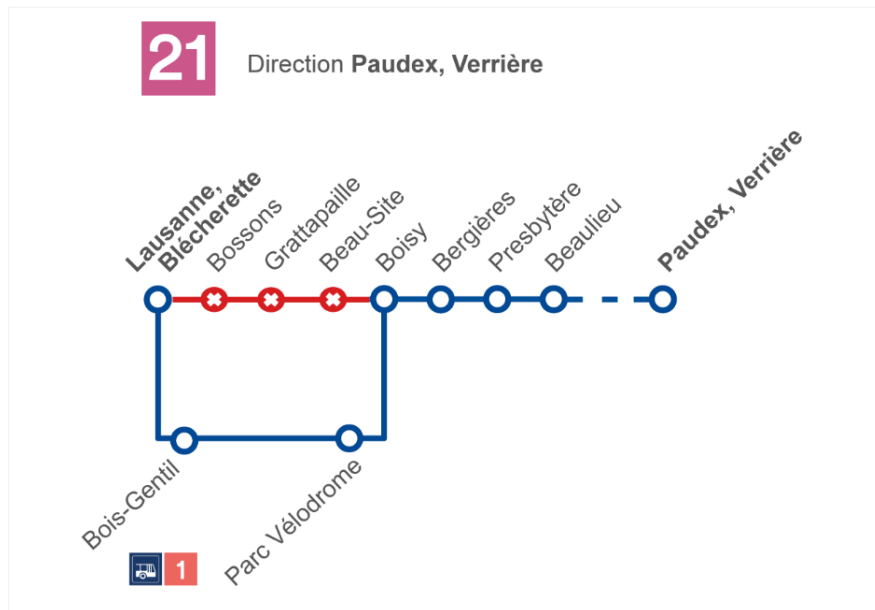 21
Direction Paudex, Verrière
Lausanne,
Blécherette
Bossons
Grattapaille
Beau-Site
Boisy
Bergières
Presbytère
Beaulieu
Paudex, Verrière
Bois-Gentil
Parc Vélodrome
1